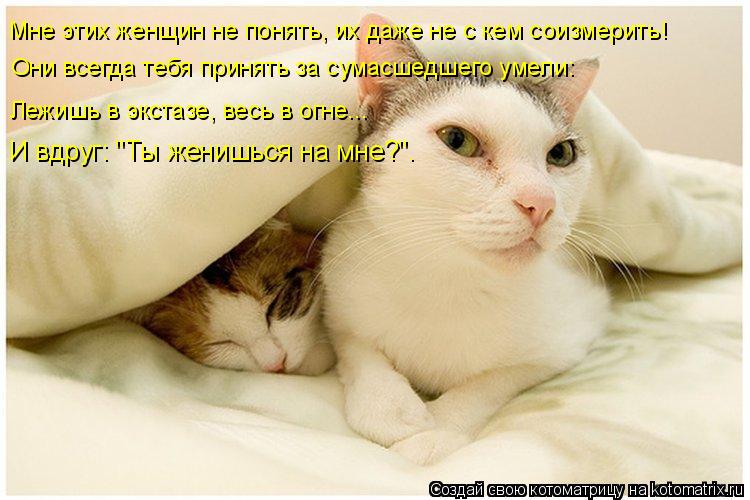 Мне этих женщин не понять, их даже не с кем соизмерить!
Они всегда тебя принять за сумасшедшего умели:
Лежишь в экстазе, весь в огне...
И вдруг: "Ты женишься на мне?".
Создай свою котоматрицу на kotomatrix.ru